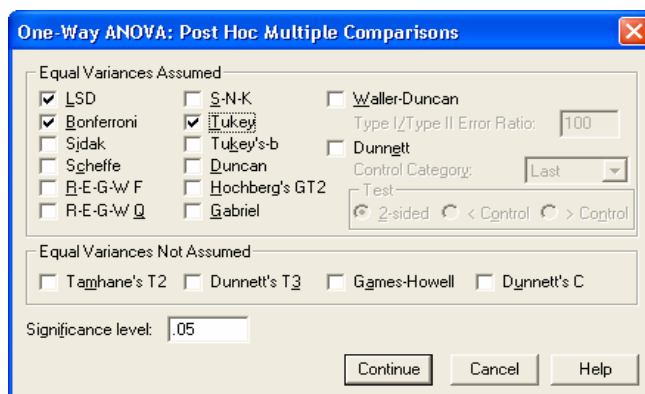 One-Way ANOVA: Post Hoc Multiple Comparisons
Equal Variances Assumed
LSD S-N-K Waller-Duncan
Bonferroni Tukey Type I/Type II Error Ratio: 100
Sidak Tukey's-b Dunnett
Scheffe Duncan Control Category: Last
R-E-G-W F Hochberg's GT2 Test
R-E-G-W Q Gabriel 2-sided < Control > Control
Equal Variances Not Assumed
Tamhane's T2 Dunnett's T3 Games-Howell Dunnett's C
Significance level: .05
Continue Cancel Help